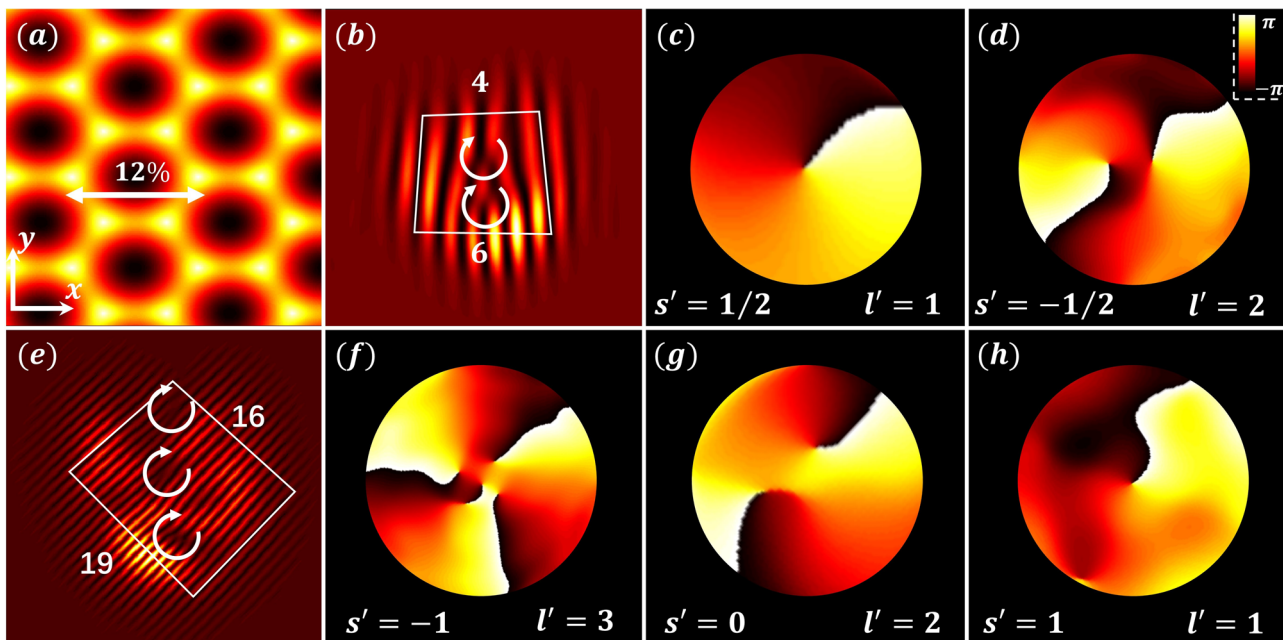 (a)
12%
y
x
(b)
4
6
(c)
s′ = 1/2 l′ = 1
(d)
π
−π
s′ = −1/2 l′ = 2
(e)
16
19
(f)
s′ = −1 l′ = 3
(g)
s′ = 0 l′ = 2
(h)
s′ = 1 l′ = 1